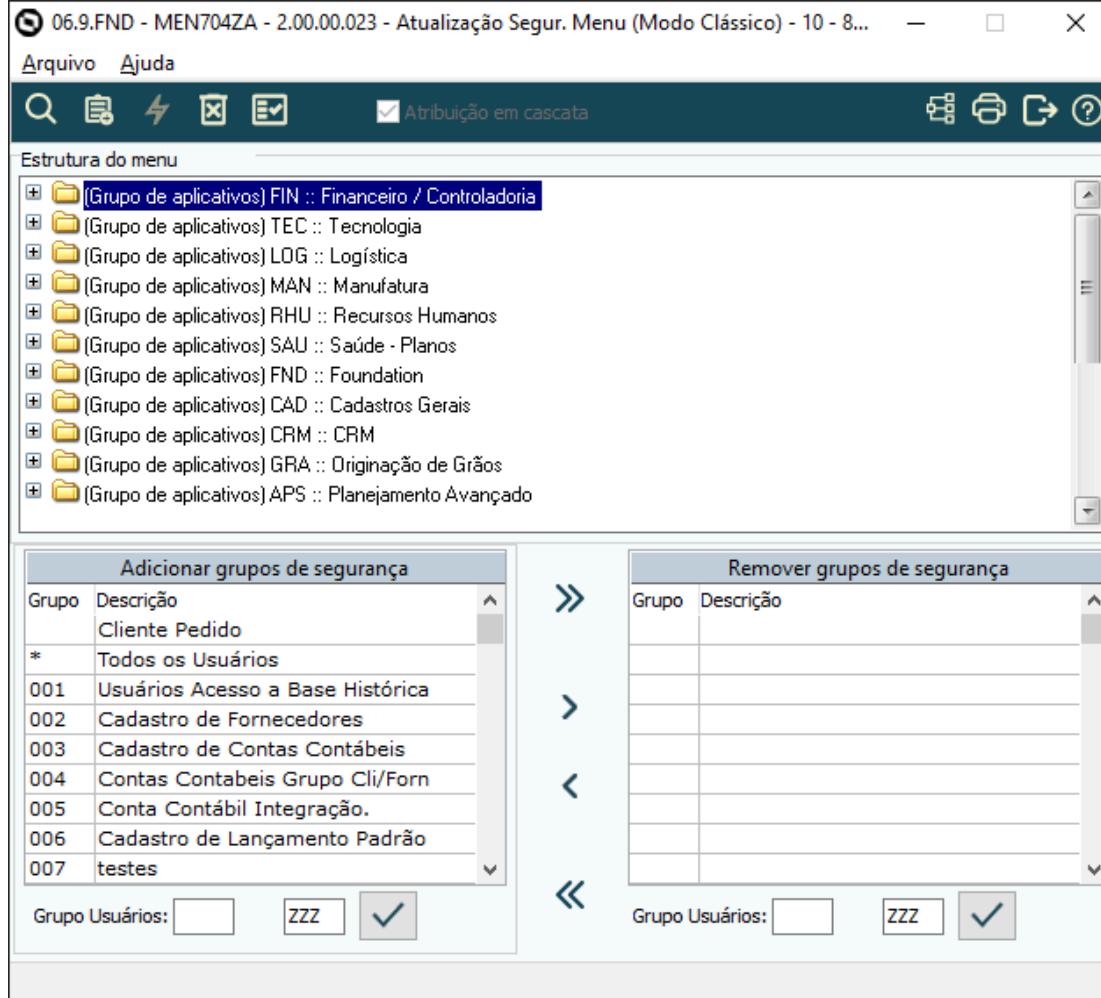 06.9.FND - MEN704ZA - 2.00.00.023 - Atualização Segur. Menu (Modo Clássico) - 10 - 8...
Arquivo Ajuda
Atribuição em cascata
Estrutura do menu
(Grupo de aplicativos) FIN :: Financeiro / Controladoria
(Grupo de aplicativos) TEC :: Tecnologia
(Grupo de aplicativos) LOG :: Logística
(Grupo de aplicativos) MAN :: Manufatura
(Grupo de aplicativos) RHU :: Recursos Humanos
(Grupo de aplicativos) SAU :: Saúde - Planos
(Grupo de aplicativos) FND :: Foundation
(Grupo de aplicativos) CAD :: Cadastros Gerais
(Grupo de aplicativos) CRM :: CRM
(Grupo de aplicativos) GRA :: Originação de Grãos
(Grupo de aplicativos) APS :: Planejamento Avançado
Adicionar grupos de segurança
Grupo Descrição
Cliente Pedido
* Todos os Usuários
001 Usuários Acesso a Base Histórica
002 Cadastro de Fornecedores
003 Cadastro de Contas Contábeis
004 Contas Contabeis Grupo Cli/Forn
005 Conta Contábil Integração.
006 Cadastro de Lançamento Padrão
007 testes
Grupo Usuários: ZZZ
Remover grupos de segurança
Grupo Descrição
Grupo Usuários: ZZZ